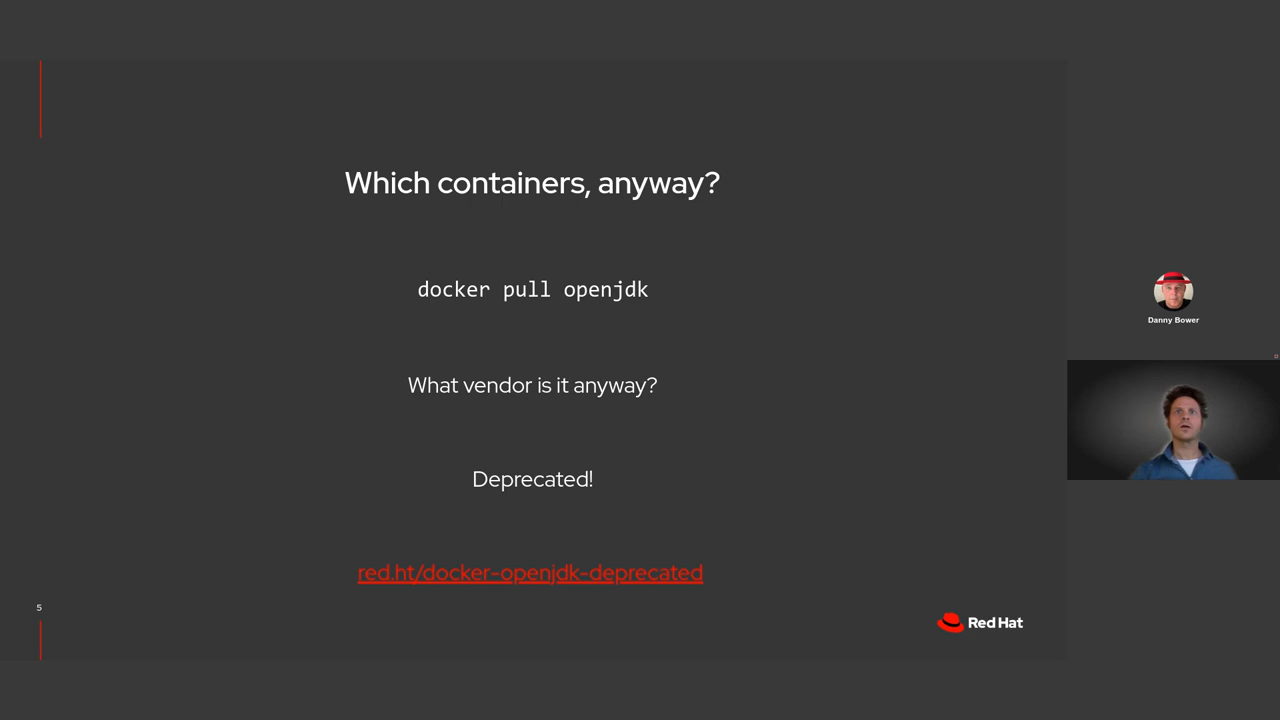 Which containers, anyway?
docker pull openjdk
What vendor is it anyway?
Deprecated!
red.ht/docker-openjdk-deprecated
5
Red Hat
Danny Bower